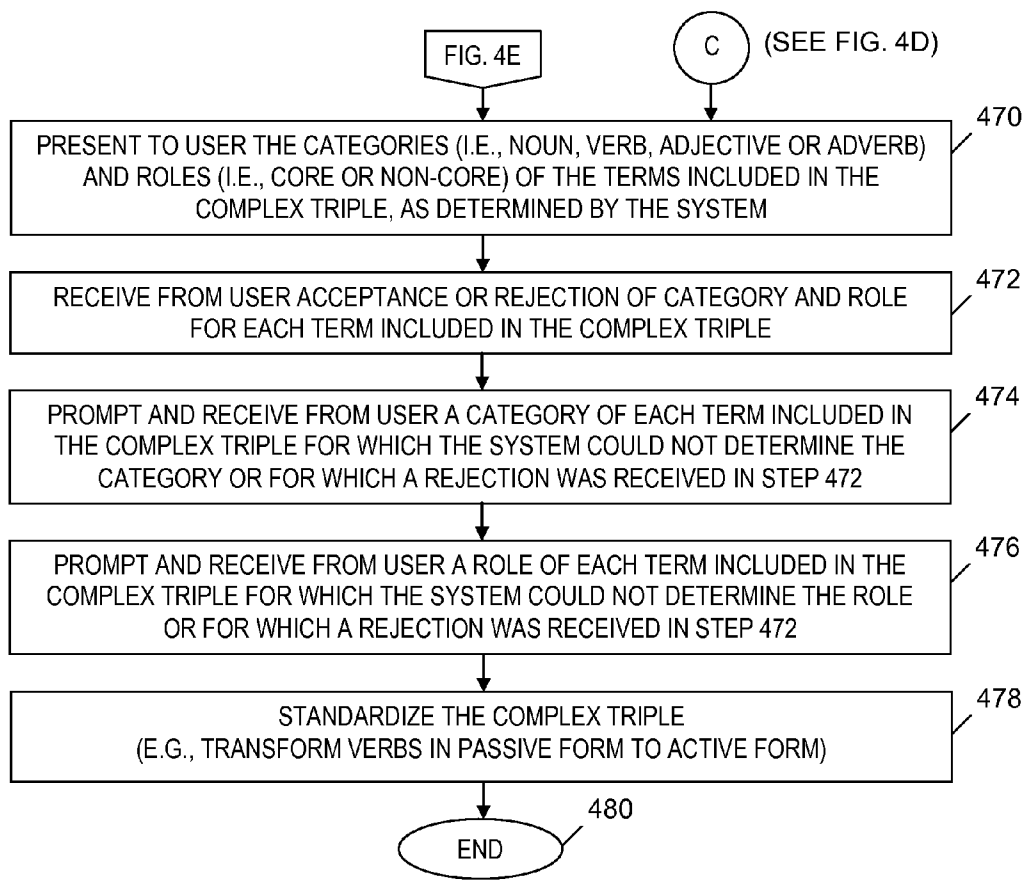 FIG. 4E
C
(SEE FIG. 4D)
470
PRESENT TO USER THE CATEGORIES (I.E., NOUN, VERB, ADJECTIVE OR ADVERB)
AND ROLES (I.E., CORE OR NON-CORE) OF THE TERMS INCLUDED IN THE
COMPLEX TRIPLE, AS DETERMINED BY THE SYSTEM
472
RECEIVE FROM USER ACCEPTANCE OR REJECTION OF CATEGORY AND ROLE
FOR EACH TERM INCLUDED IN THE COMPLEX TRIPLE
474
PROMPT AND RECEIVE FROM USER A CATEGORY OF EACH TERM INCLUDED IN
THE COMPLEX TRIPLE FOR WHICH THE SYSTEM COULD NOT DETERMINE THE
CATEGORY OR FOR WHICH A REJECTION WAS RECEIVED IN STEP 472
476
PROMPT AND RECEIVE FROM USER A ROLE OF EACH TERM INCLUDED IN THE
COMPLEX TRIPLE FOR WHICH THE SYSTEM COULD NOT DETERMINE THE ROLE
OR FOR WHICH A REJECTION WAS RECEIVED IN STEP 472
478
STANDARDIZE THE COMPLEX TRIPLE
(E.G., TRANSFORM VERBS IN PASSIVE FORM TO ACTIVE FORM)
480
END